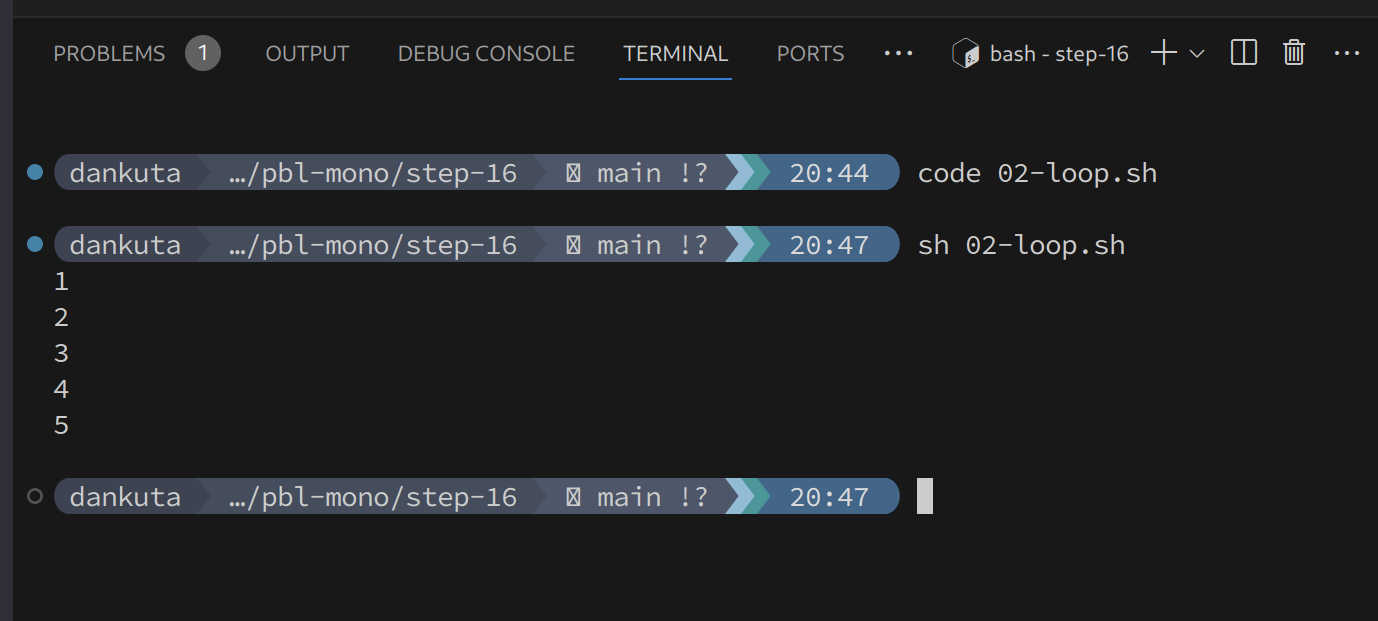 PROBLEMS 1 OUTPUT DEBUG CONSOLE TERMINAL PORTS ... bash - step-16 ...
dankuta …/pbl-mono/step-16 main !? 20:44 code 02-loop.sh
dankuta …/pbl-mono/step-16 main !? 20:47 sh 02-loop.sh
1
2
3
4
5
dankuta …/pbl-mono/step-16 main !? 20:47